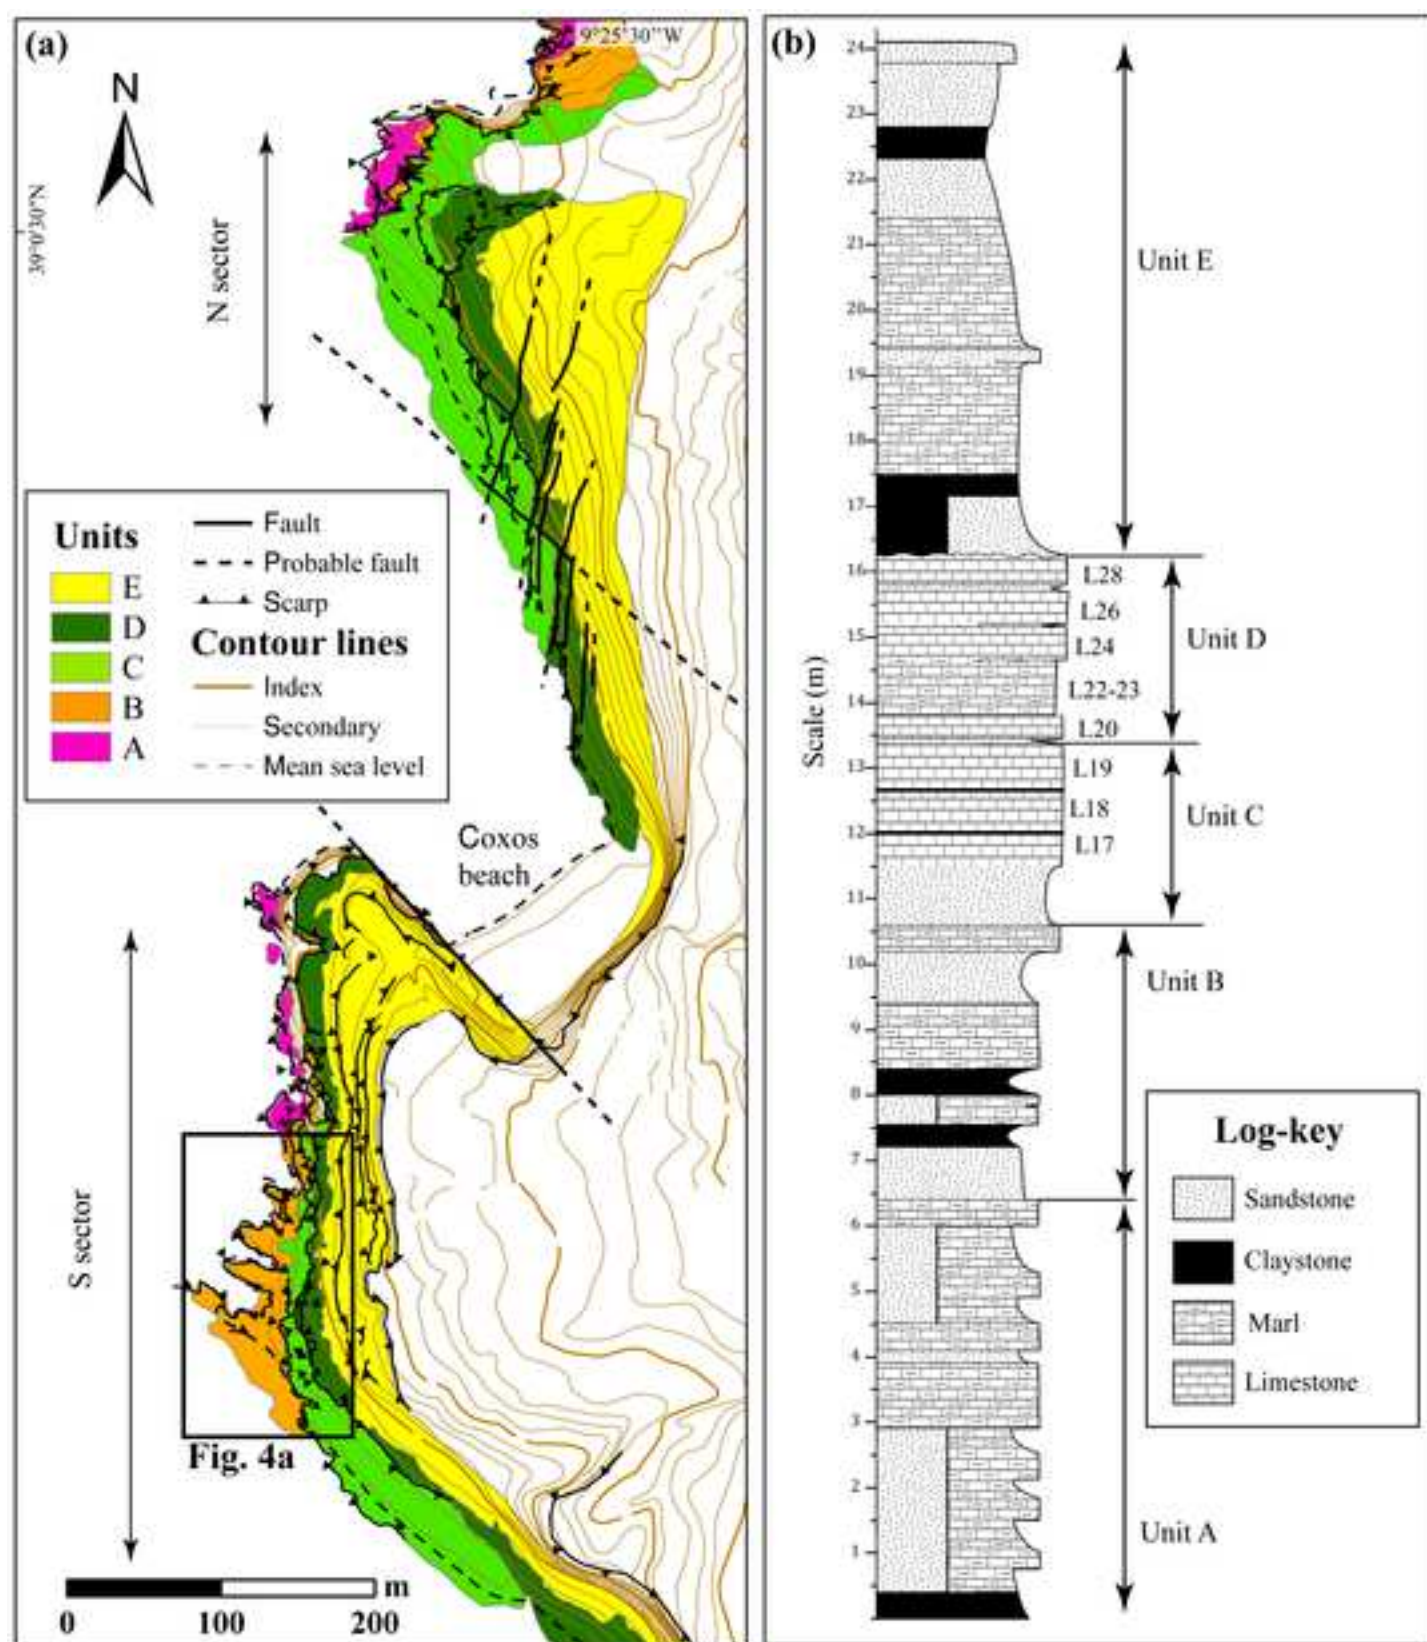 (a)
9°25'30"W
N
39°0'30"N
N sector
Units
E
D
C
B
A
Fault
Probable fault
Scarp
Contour lines
Index
Secondary
Mean sea level
Coxos
beach
S sector
Fig. 4a
m
0 100 200
(b)
Scale (m)
24
23
22
21
20
19
18
17
16
15
14
13
12
11
10
9
8
7
6
5
4
3
2
1
L28
L26
L24
L22-23
L20
L19
L18
L17
Unit E
Unit D
Unit C
Unit B
Unit A
Log-key
Sandstone
Claystone
Marl
Limestone